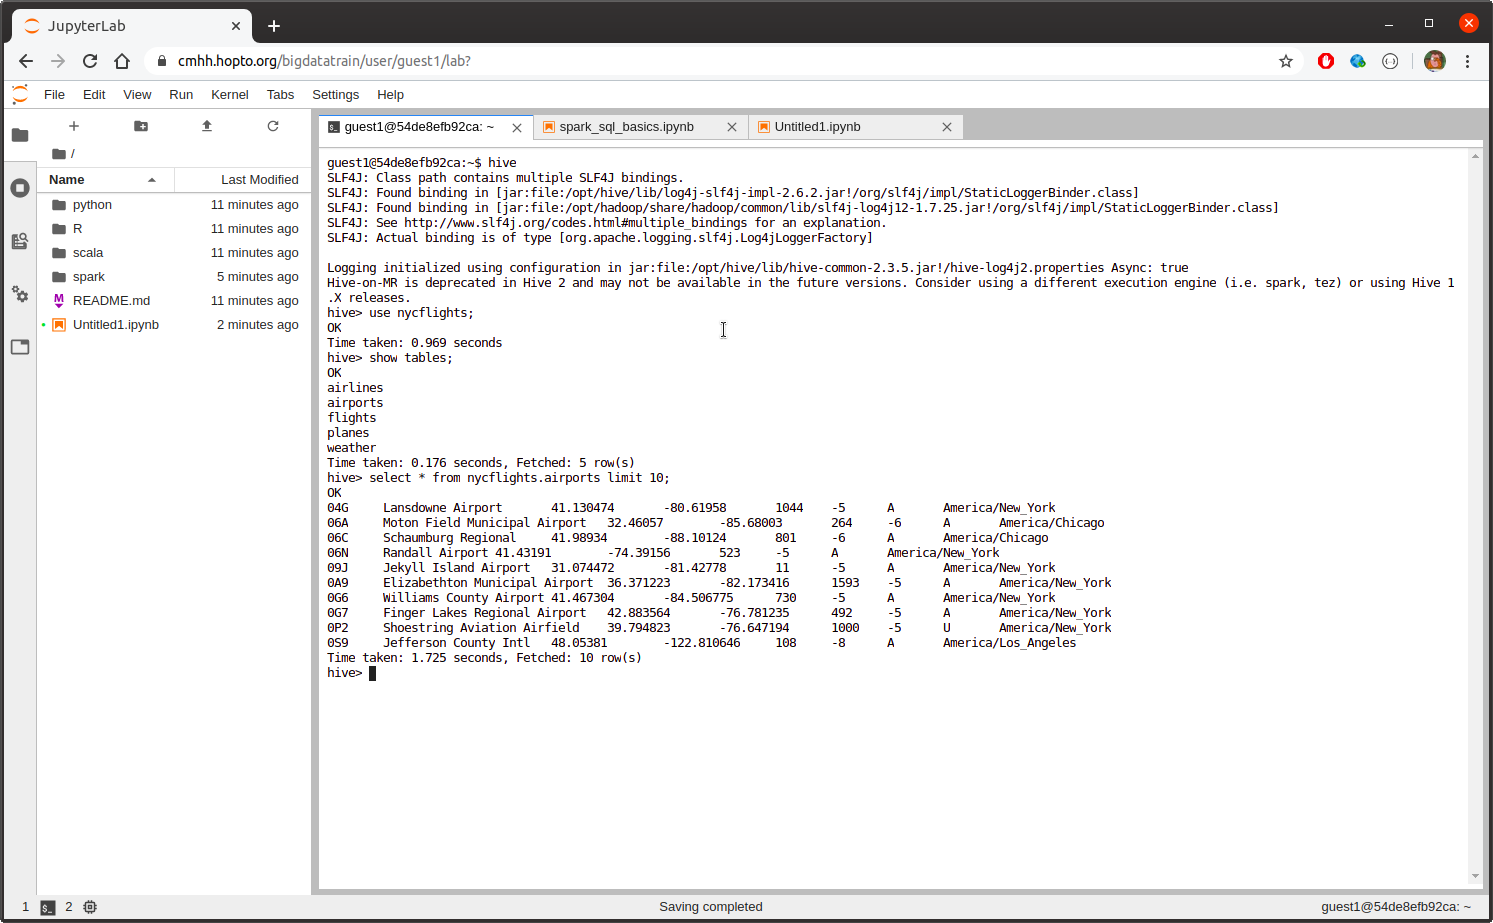 JupyterLab
cmhh.hopto.org/bigdatatrain/user/guest1/lab?
File Edit View Run Kernel Tabs Settings Help
guest1@54de8efb92ca: ~ spark_sql_basics.ipynb Untitled1.ipynb
/
Name Last Modified
python 11 minutes ago
R 11 minutes ago
scala 11 minutes ago
spark 5 minutes ago
README.md 11 minutes ago
Untitled1.ipynb 2 minutes ago
guest1@54de8efb92ca:~$ hive
SLF4J: Class path contains multiple SLF4J bindings.
SLF4J: Found binding in [jar:file:/opt/hive/lib/log4j-slf4j-impl-2.6.2.jar!/org/slf4j/impl/StaticLoggerBinder.class]
SLF4J: Found binding in [jar:file:/opt/hadoop/share/hadoop/common/lib/slf4j-log4j12-1.7.25.jar!/org/slf4j/impl/StaticLoggerBinder.class]
SLF4J: See http://www.slf4j.org/codes.html#multiple_bindings for an explanation.
SLF4J: Actual binding is of type [org.apache.logging.slf4j.Log4jLoggerFactory]
Logging initialized using configuration in jar:file:/opt/hive/lib/hive-common-2.3.5.jar!/hive-log4j2.properties Async: true
Hive-on-MR is deprecated in Hive 2 and may not be available in the future versions. Consider using a different execution engine (i.e. spark, tez) or using Hive 1
.X releases.
hive> use nycflights;
OK
Time taken: 0.969 seconds
hive> show tables;
OK
airlines
airports
flights
planes
weather
Time taken: 0.176 seconds, Fetched: 5 row(s)
hive> select * from nycflights.airports limit 10;
OK
04G Lansdowne Airport 41.130474 -80.61958 1044 -5 A America/New_York
06A Moton Field Municipal Airport 32.46057 -85.68003 264 -6 A America/Chicago
06C Schaumburg Regional 41.98934 -88.10124 801 -6 A America/Chicago
06N Randall Airport 41.43191 -74.39156 523 -5 A America/New_York
09J Jekyll Island Airport 31.074472 -81.42778 11 -5 A America/New_York
0A9 Elizabethton Municipal Airport 36.371223 -82.173416 1593 -5 A America/New_York
0G6 Williams County Airport 41.467304 -84.506775 730 -5 A America/New_York
0G7 Finger Lakes Regional Airport 42.883564 -76.781235 492 -5 A America/New_York
0P2 Shoestring Aviation Airfield 39.794823 -76.647194 1000 -5 U America/New_York
0S9 Jefferson County Intl 48.05381 -122.810646 108 -8 A America/Los_Angeles
Time taken: 1.725 seconds, Fetched: 10 row(s)
hive>
1 $_ 2 Saving completed guest1@54de8efb92ca: ~